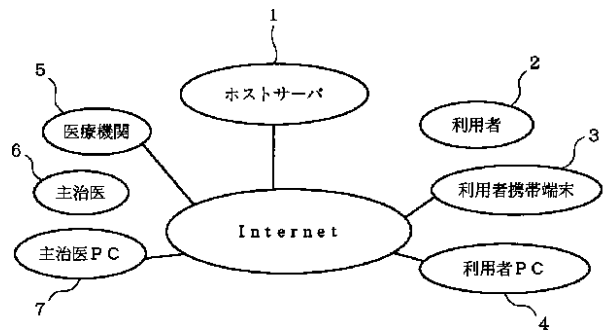 1
ホストサーバ
5
医療機関
2
利用者
6
主治医
3
利用者携帯端末
Internet
主治医PC
7
利用者PC
4